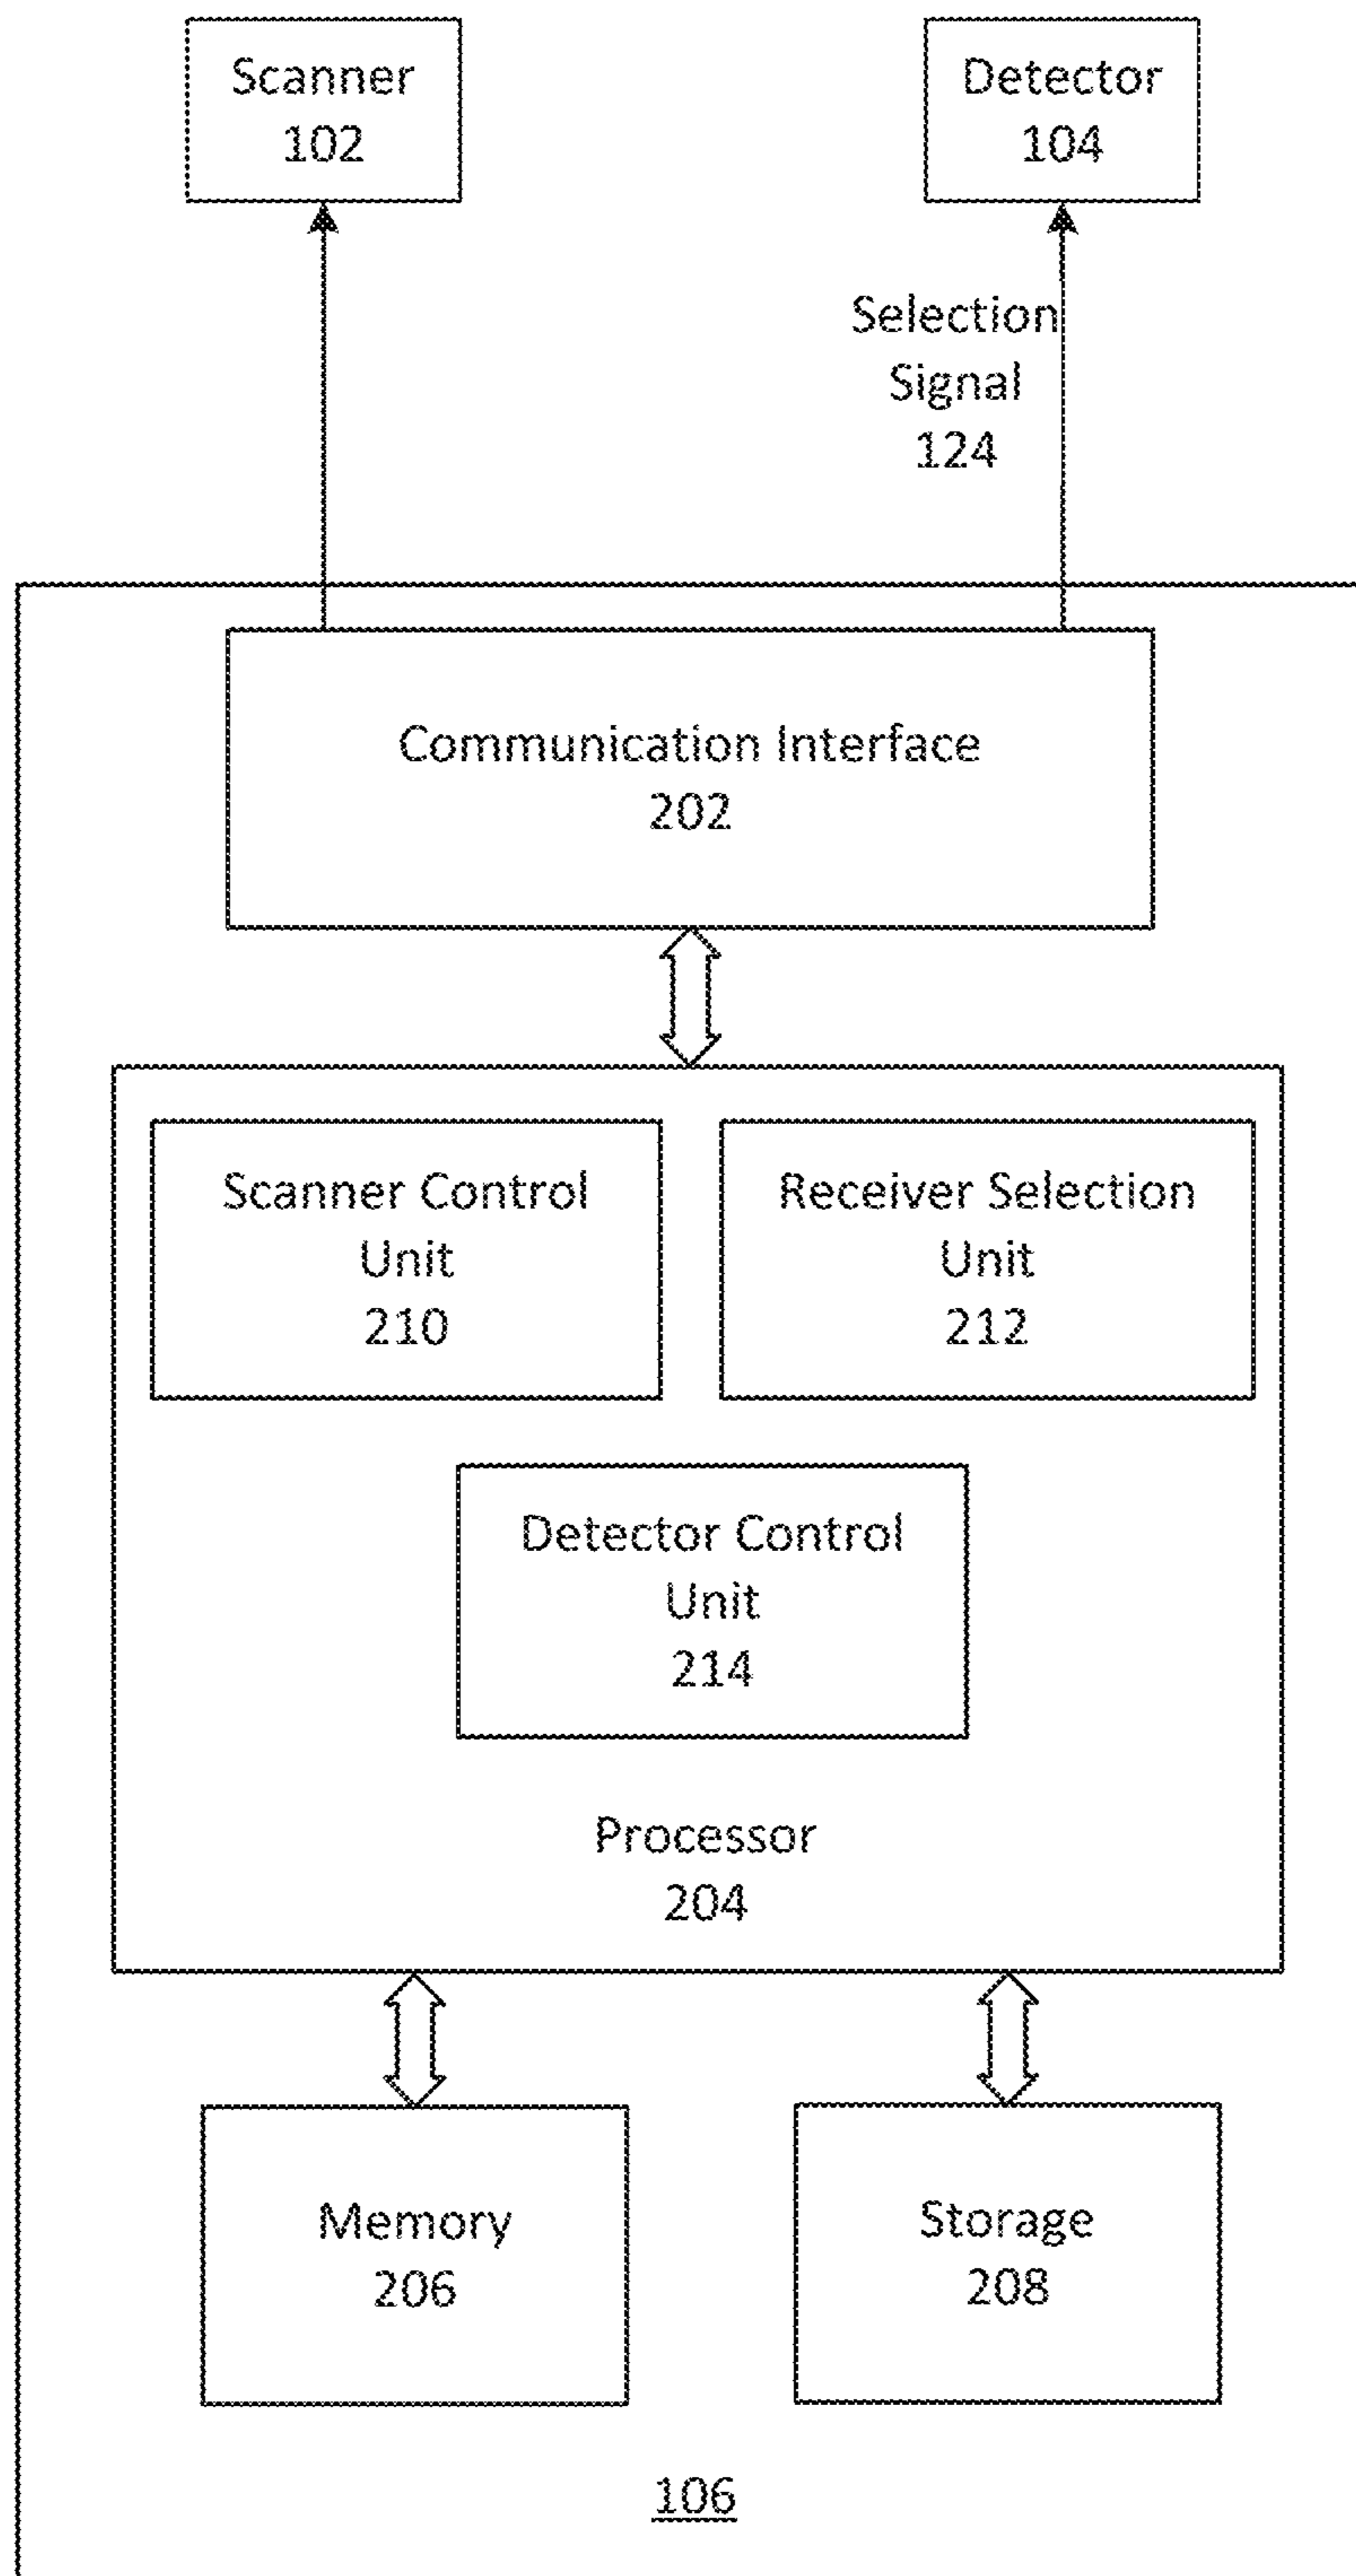 Scanner
102
Detector
104
Selection
Signal
124
Communication Interface
202
Scanner Control
Unit
210
Receiver Selection
Unit
212
Detector Control
Unit
214
Processor
204
Memory
206
Storage
208
106